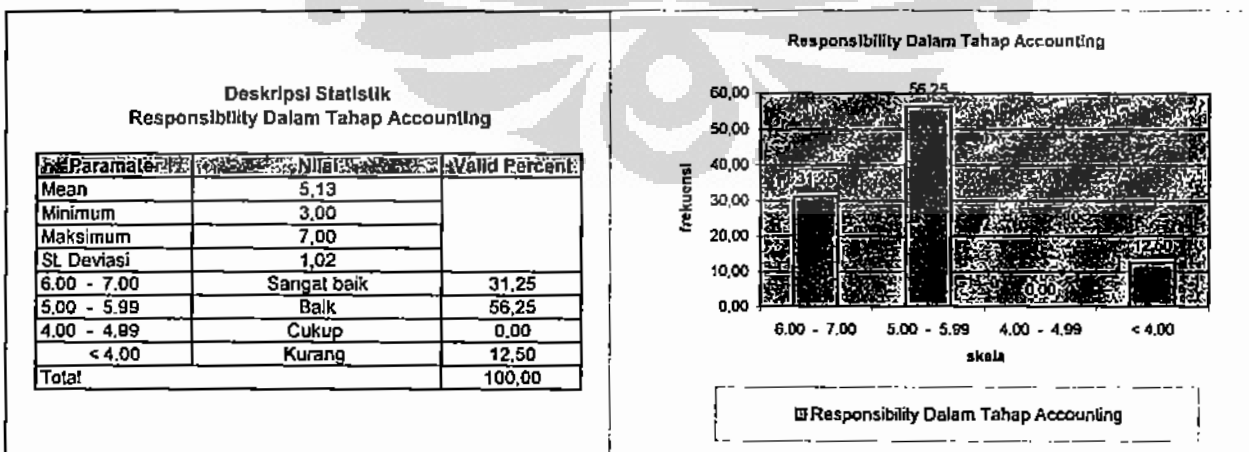 Deskripsi Statistik
Responsibility Dalam Tahap Accounting
Paramater Nilai Valid Percent
Mean 5,13
Minimum 3,00
Maksimum 7,00
St. Deviasi 1,02
6.00 - 7.00 Sangat baik 31,25
5.00 - 5.99 Baik 56,25
4.00 - 4.99 Cukup 0,00
< 4.00 Kurang 12,50
Total 100,00
Responsibility Dalam Tahap Accounting
frekuensi
60,00
50,00
40,00
30,00
20,00
10,00
0,00
31,25
56,25
0,00
12,50
6.00 - 7.00 5.00 - 5.99 4.00 - 4.99 < 4.00
skala
Responsibility Dalam Tahap Accounting